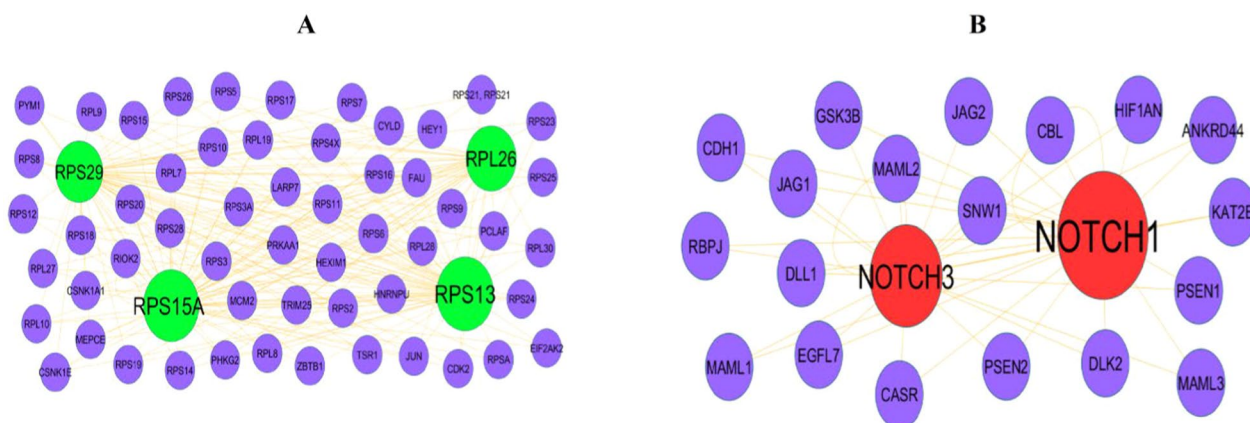 A
B
RPS26
RPS5
RPS17
RPS7
RPS21, RPS21
PYM1
RPL9
RPS15
CYLD
HEY1
RPS23
RPS10
RPL19
RPS4X
RPS8
RPS29
RPL7
RPS16
FAU
RPL26
RPS25
LARP7
RPS12
RPS20
RPS3A
RPS11
RPS9
RPS18
RPS28
RPS6
PCLAF
PRKAA1
RPL28
RPL30
RPL27
RIOK2
RPS3
HEXIM1
CSNK1A1
RPS15A
MCM2
TRIM25
RPS2
HNRNPU
RPS13
RPS24
RPL10
MEPCE
CSNK1E
RPS19
RPS14
PHKG2
RPL8
ZBTB1
TSR1
JUN
CDK2
RPSA
EIF2AK2
GSK3B
JAG2
CBL
HIF1AN
ANKRD44
CDH1
JAG1
MAML2
SNW1
KAT2B
RBPJ
NOTCH1
DLL1
NOTCH3
PSEN1
MAML1
EGFL7
CASR
PSEN2
DLK2
MAML3